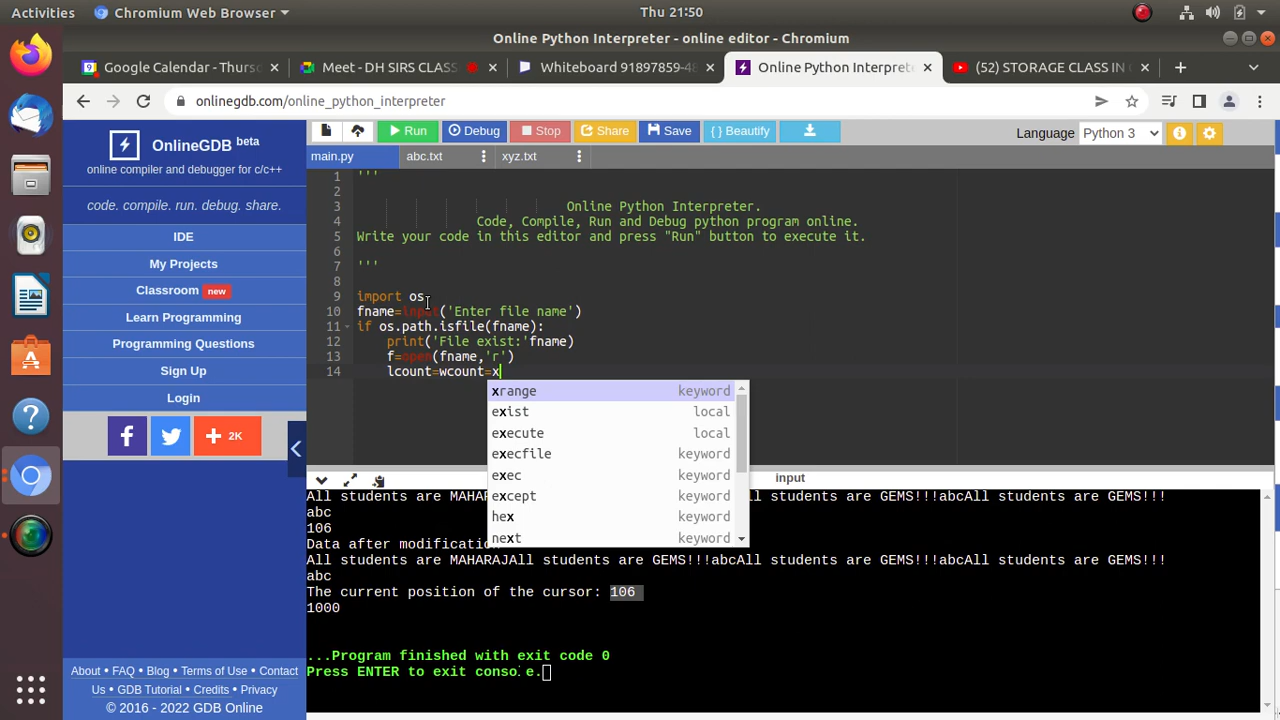 Activities
Chromium Web Browser
Thu 21:50
Online Python Interpreter - online editor - Chromium
Google Calendar - Thurs
Meet - DH SIRS CLASS
Whiteboard 91897859-48
Online Python Interprete
(52) STORAGE CLASS IN C
onlinegdb.com/online_python_interpreter
OnlineGDB beta
online compiler and debugger for c/c++
code. compile. run. debug. share.
IDE
My Projects
Classroom new
Learn Programming
Programming Questions
Sign Up
Login
2K
About • FAQ • Blog • Terms of Use • Contact
Us • GDB Tutorial • Credits • Privacy
© 2016 - 2022 GDB Online
Run
Debug
Stop
Share
Save
{ } Beautify
Language
Python 3
main.py
abc.txt
xyz.txt
1 '''
2
3 Online Python Interpreter.
4 Code, Compile, Run and Debug python program online.
5 Write your code in this editor and press "Run" button to execute it.
6
7 '''
8
9 import os
10 fname=input('Enter file name')
11 if os.path.isfile(fname):
12 print('File exist:'fname)
13 f=open(fname,'r')
14 lcount=wcount=x
xrange keyword
exist local
execute local
execfile keyword
exec keyword
except keyword
hex keyword
next keyword
input
All students are MAHARA
All students are GEMS!!!abcAll students are GEMS!!!
abc
106
Data after modification
All students are MAHARAJAll students are GEMS!!!abcAll students are GEMS!!!abcAll students are GEMS!!!
abc
The current position of the cursor: 106
1000
...Program finished with exit code 0
Press ENTER to exit console.